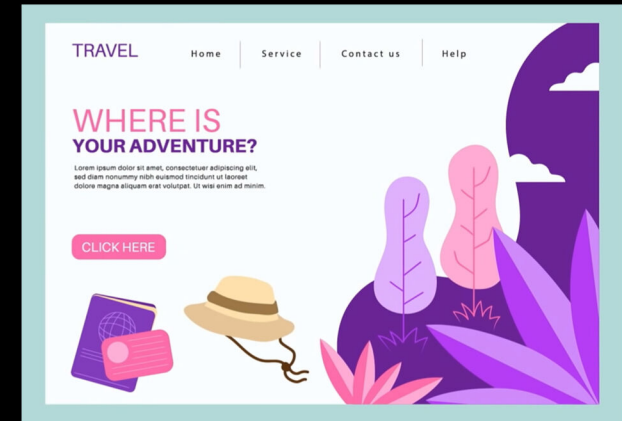 TRAVEL
Home Service Contact us Help
WHERE IS
YOUR ADVENTURE?
Lorem ipsum dolor sit amet, consectetuer adipiscing elit,
sed diam nonummy nibh euismod tincidunt ut laoreet
dolore magna aliquam erat volutpat. Ut wisi enim ad minim.
CLICK HERE